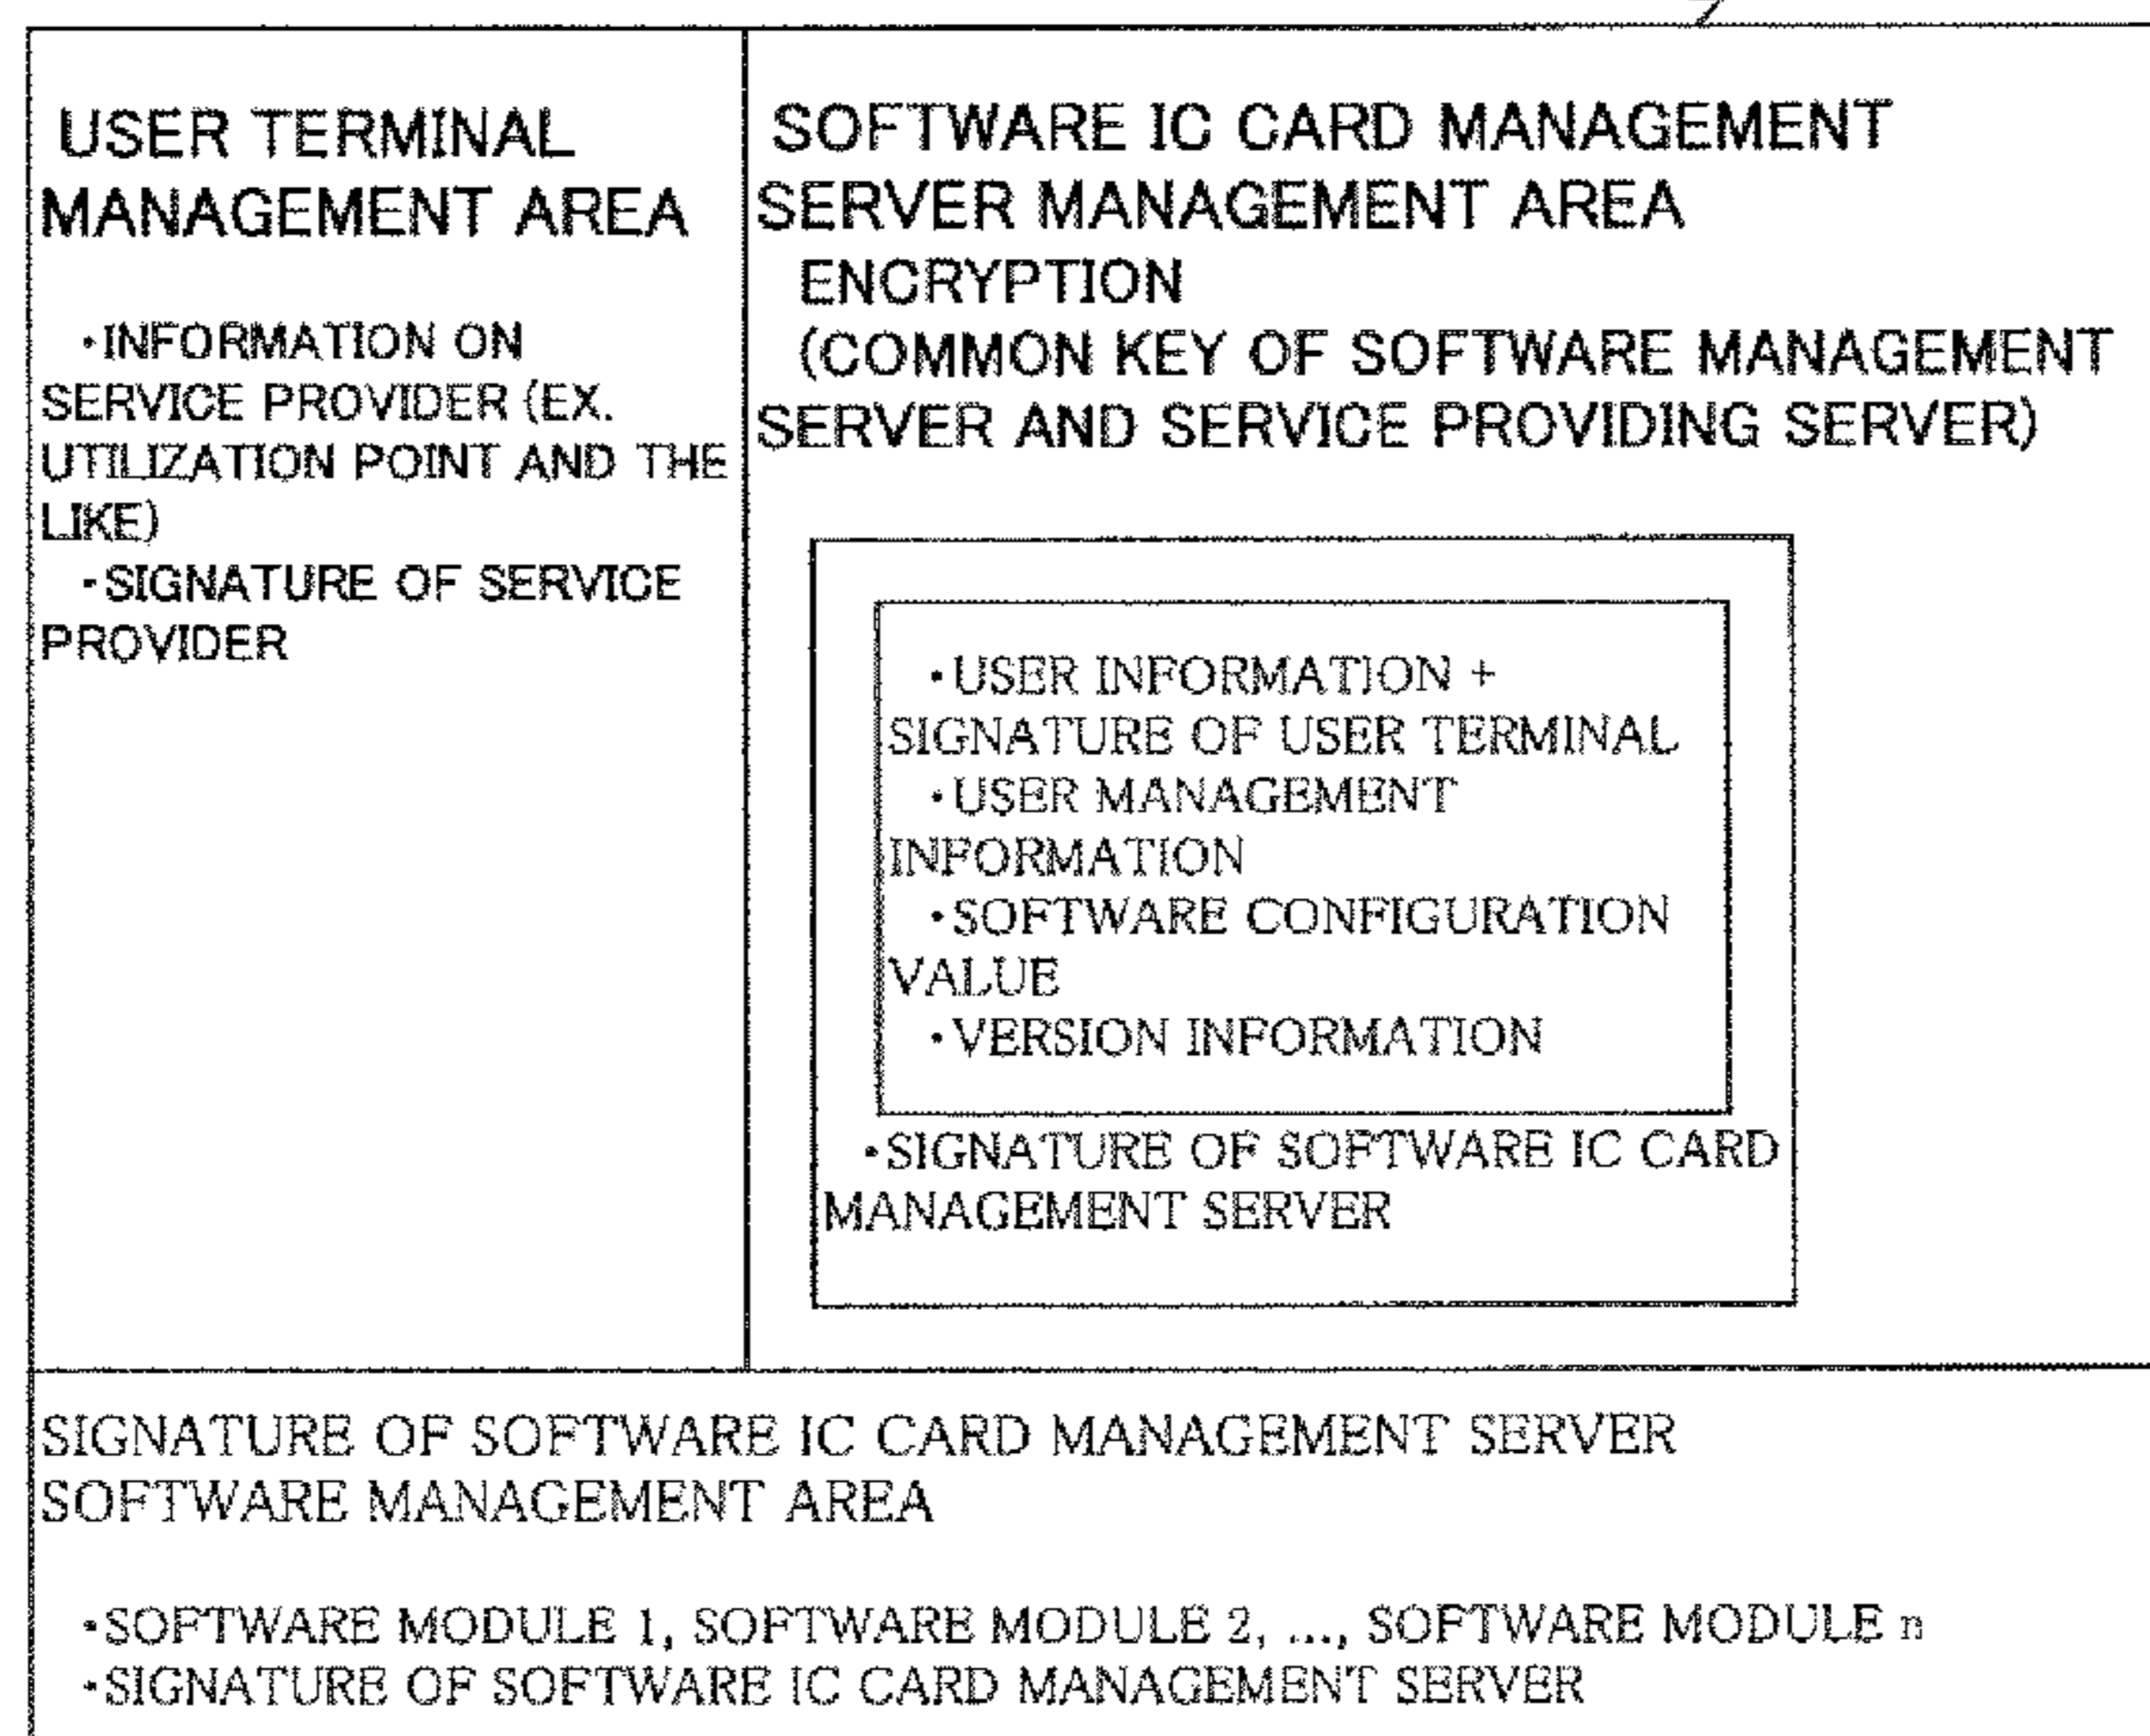 USER TERMINAL
MANAGEMENT AREA
・INFORMATION ON
SERVICE PROVIDER (EX.
UTILIZATION POINT AND THE
LIKE)
・SIGNATURE OF SERVICE
PROVIDER
SOFTWARE IC CARD MANAGEMENT
SERVER MANAGEMENT AREA
ENCRYPTION
(COMMON KEY OF SOFTWARE MANAGEMENT
SERVER AND SERVICE PROVIDING SERVER)
・USER INFORMATION +
SIGNATURE OF USER TERMINAL
・USER MANAGEMENT
INFORMATION
・SOFTWARE CONFIGURATION
VALUE
・VERSION INFORMATION
・SIGNATURE OF SOFTWARE IC CARD
MANAGEMENT SERVER
SIGNATURE OF SOFTWARE IC CARD MANAGEMENT SERVER
SOFTWARE MANAGEMENT AREA
・SOFTWARE MODULE 1, SOFTWARE MODULE 2, ..., SOFTWARE MODULE n
・SIGNATURE OF SOFTWARE IC CARD MANAGEMENT SERVER